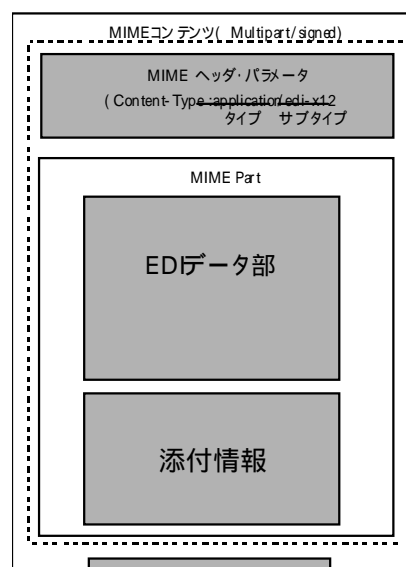 MIMEコンテンツ( Multipart/signed)
MIME ヘッダ・パラメータ
( Content-Type:application/edi-x12
タイプ サブタイプ
MIME Part
EDIデータ部
添付情報